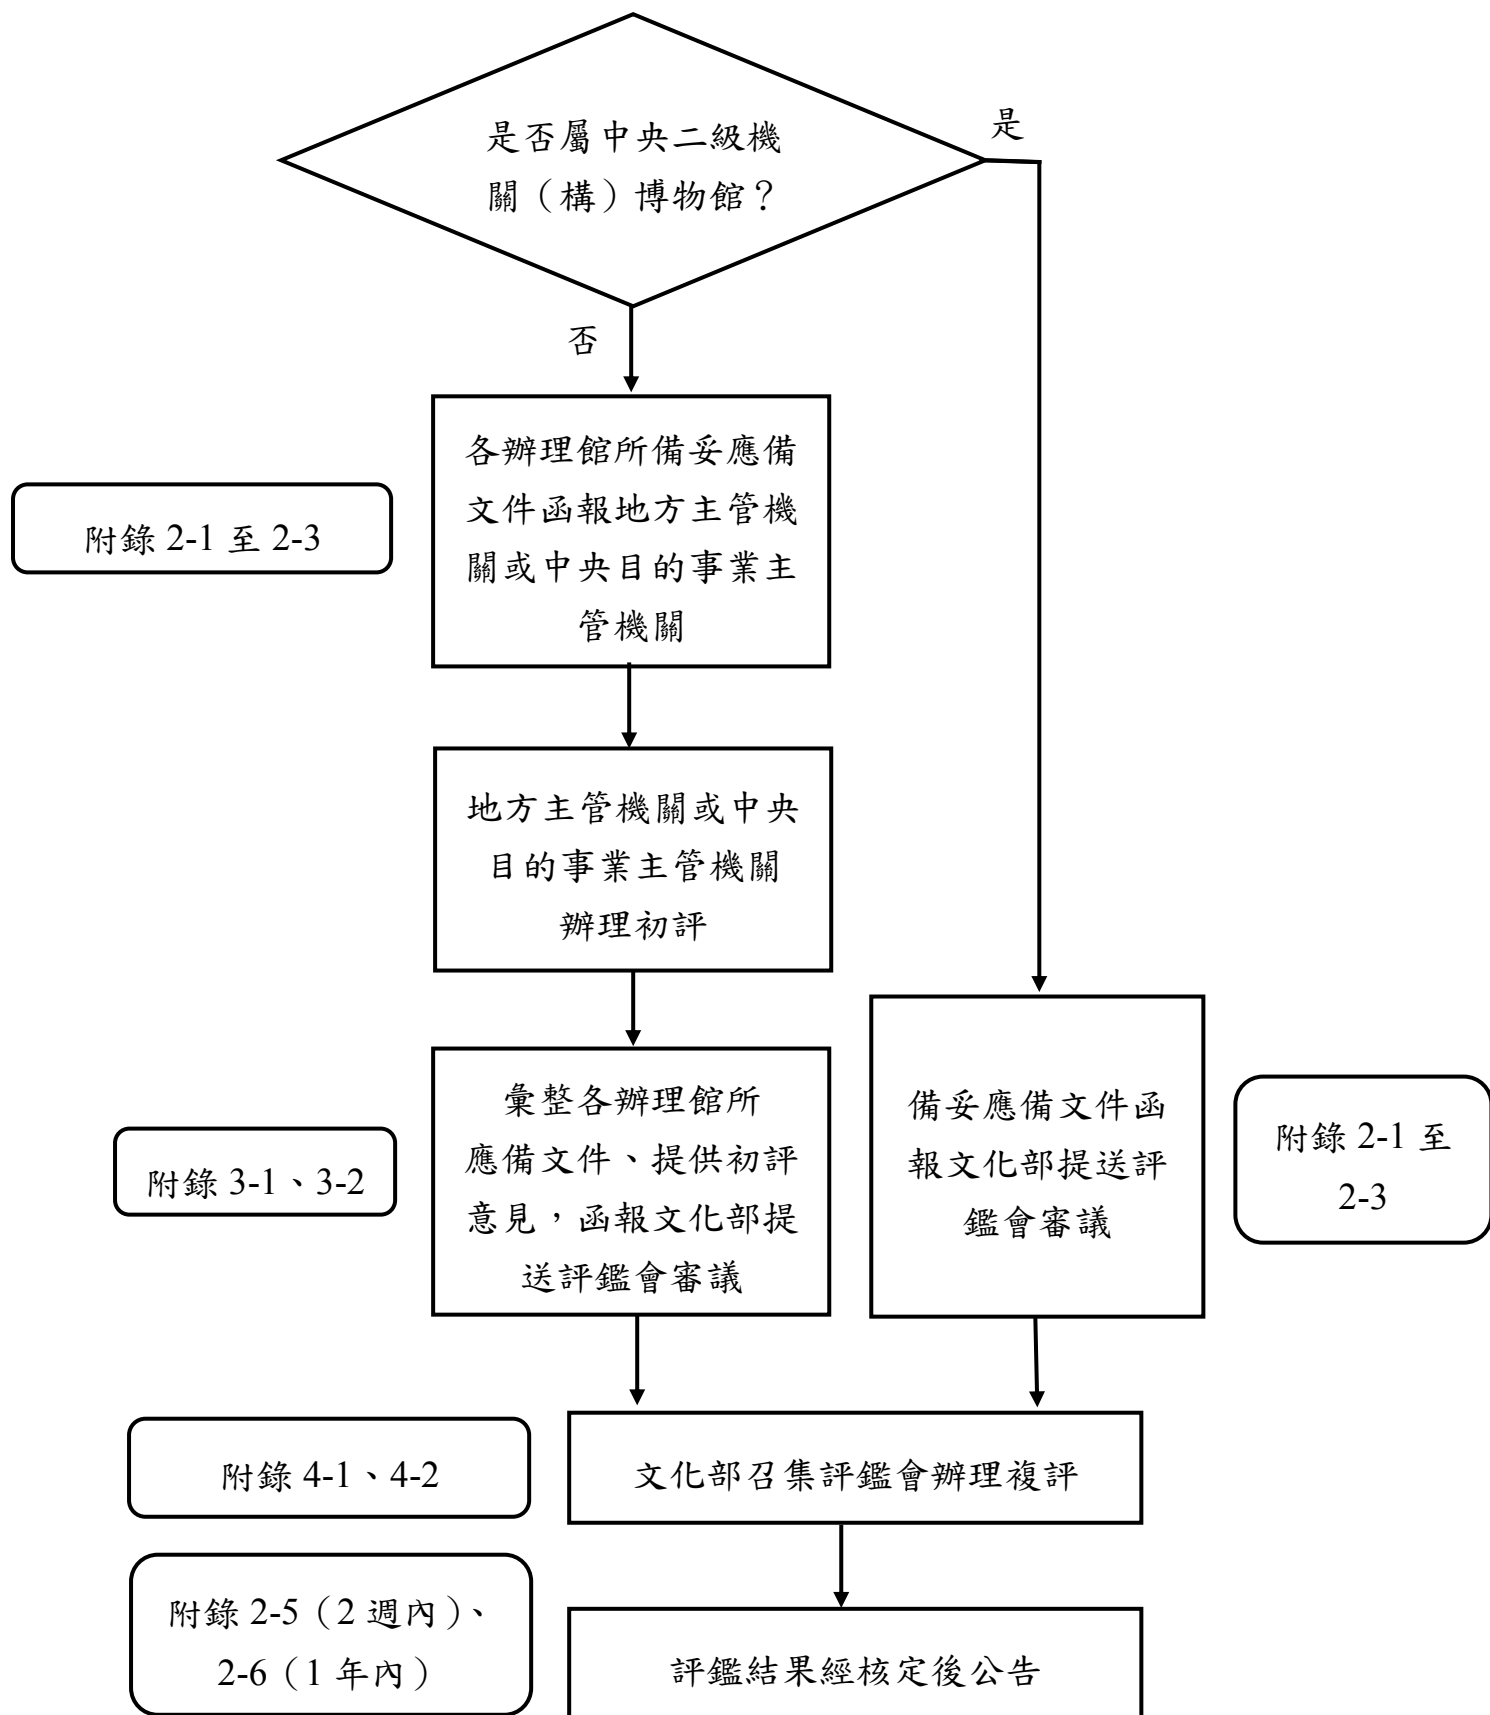 是否屬中央二級機
關（構）博物館？
是
否
各辦理館所備妥應備
文件函報地方主管機
關或中央目的事業主
管機關
附錄 2-1 至 2-3
地方主管機關或中央
目的事業主管機關
辦理初評
彙整各辦理館所
應備文件、提供初評
意見，函報文化部提
送評鑑會審議
附錄 3-1、3-2
備妥應備文件函
報文化部提送評
鑑會審議
附錄 2-1 至
2-3
附錄 4-1、4-2
文化部召集評鑑會辦理複評
附錄 2-5（2 週內）、
2-6（1 年內）
評鑑結果經核定後公告